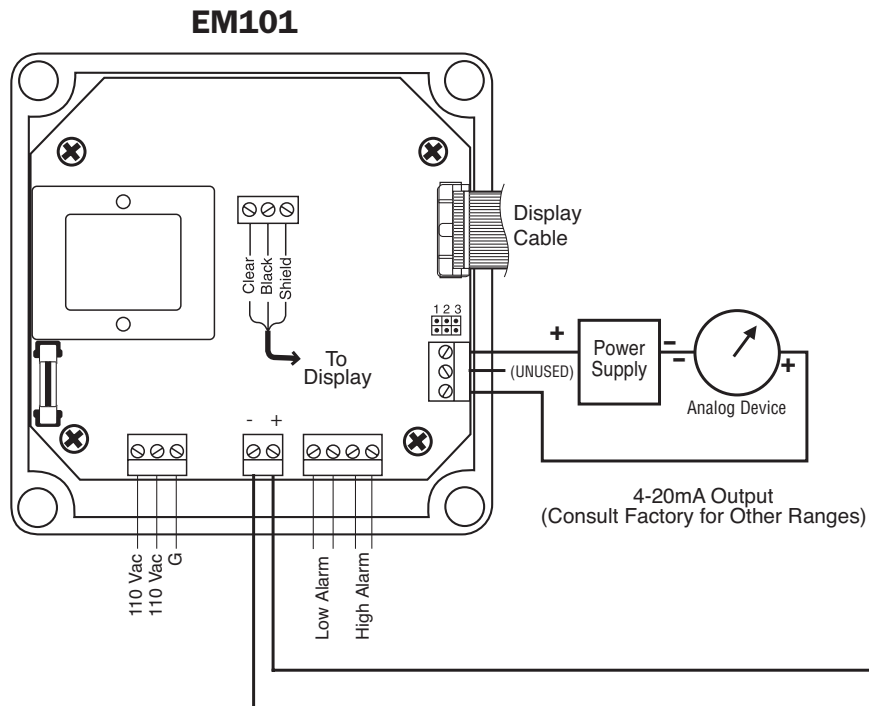 EM101
Display
Cable
Clear
Black
Shield
To
Display
1 2 3
+
Power
Supply
-
-
+
(UNUSED)
Analog Device
- +
4-20mA Output
(Consult Factory for Other Ranges)
110 Vac
110 Vac
G
Low Alarm
High Alarm